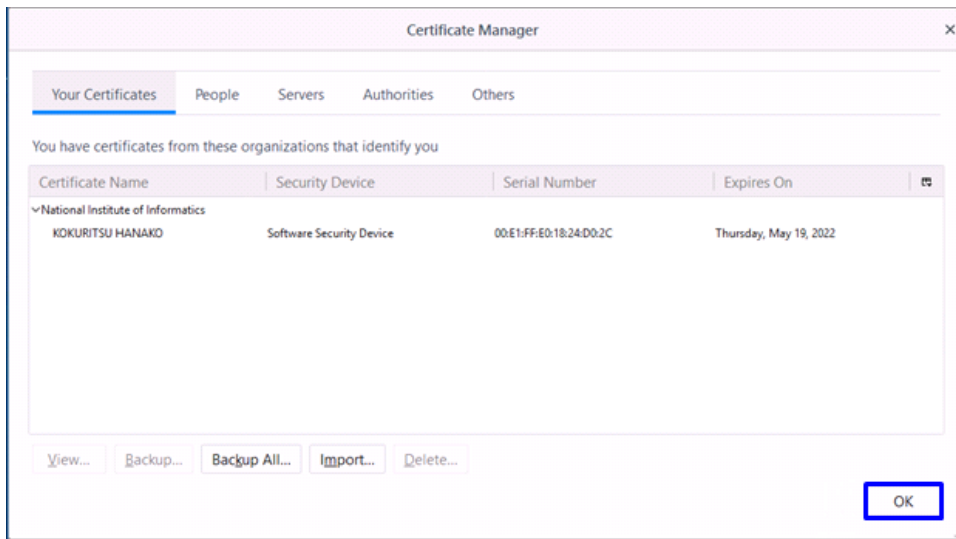 Certificate Manager
Your Certificates People Servers Authorities Others
You have certificates from these organizations that identify you
Certificate Name Security Device Serial Number Expires On
National Institute of Informatics
KOKURITSU HANAKO Software Security Device 00:E1:FF:E0:18:24:D0:2C Thursday, May 19, 2022
View... Backup... Backup All... Import... Delete...
OK